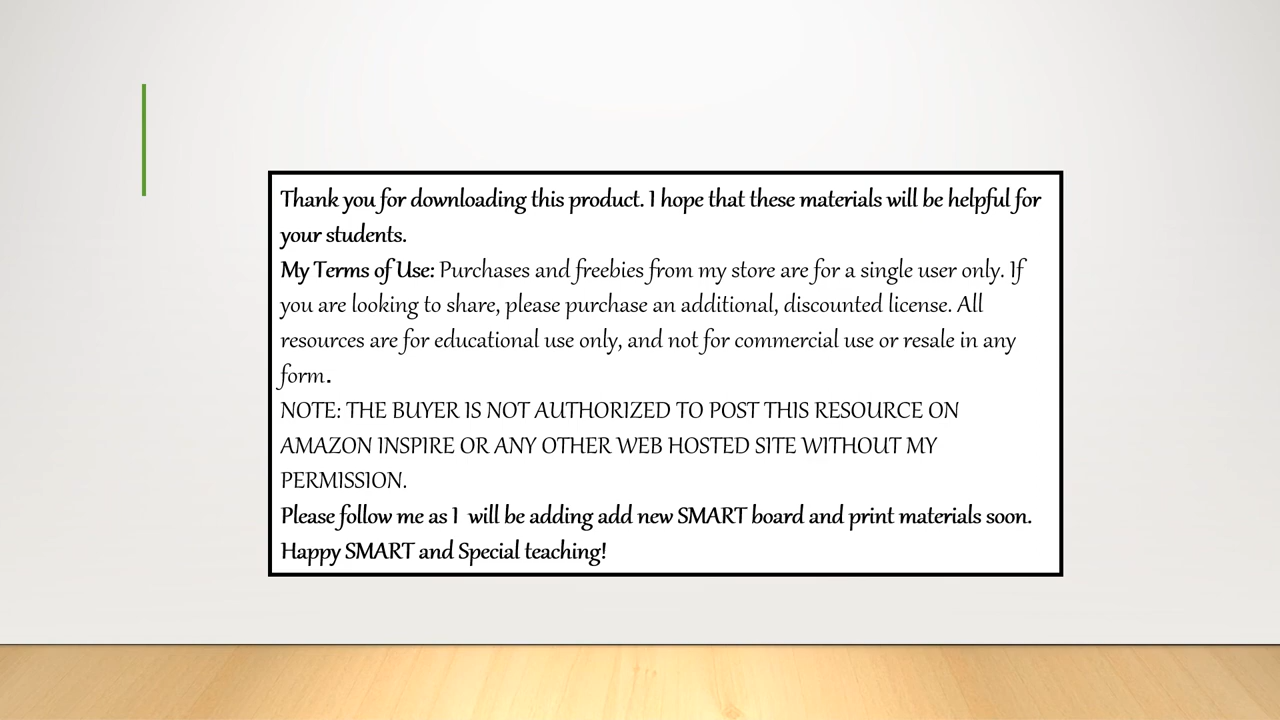 Thank you for downloading this product. I hope that these materials will be helpful for
your students.
My Terms of Use: Purchases and freebies from my store are for a single user only. If
you are looking to share, please purchase an additional, discounted license. All
resources are for educational use only, and not for commercial use or resale in any
form.
NOTE: THE BUYER IS NOT AUTHORIZED TO POST THIS RESOURCE ON
AMAZON INSPIRE OR ANY OTHER WEB HOSTED SITE WITHOUT MY
PERMISSION.
Please follow me as I  will be adding add new SMART board and print materials soon.
Happy SMART and Special teaching!